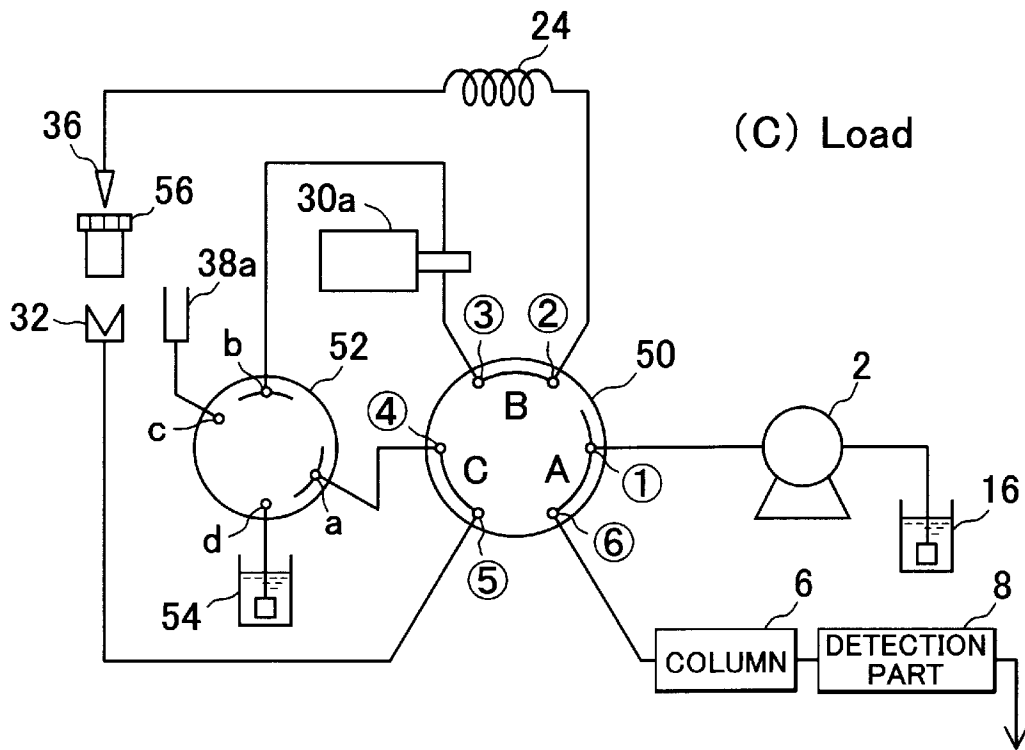 24
(C) Load
36
56
30a
38a
32
③
②
b
52
50
2
c
B
④
C
A
①
a
d
⑤
⑥
16
54
6
8
COLUMN
DETECTION
PART